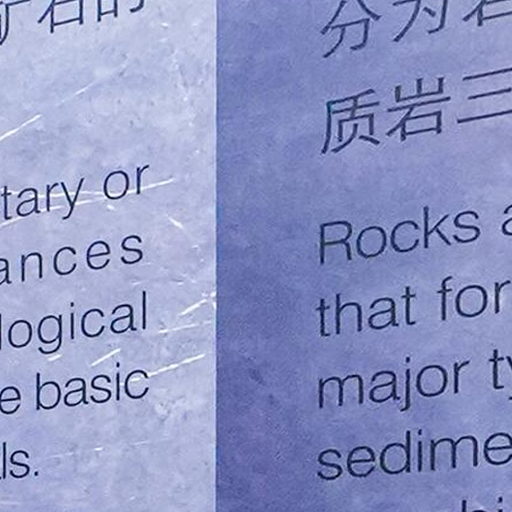 矿石的
tary or
ances
logical
e basic
ls.
分为岩
质岩三
Rocks a
that for
major ty
sedime